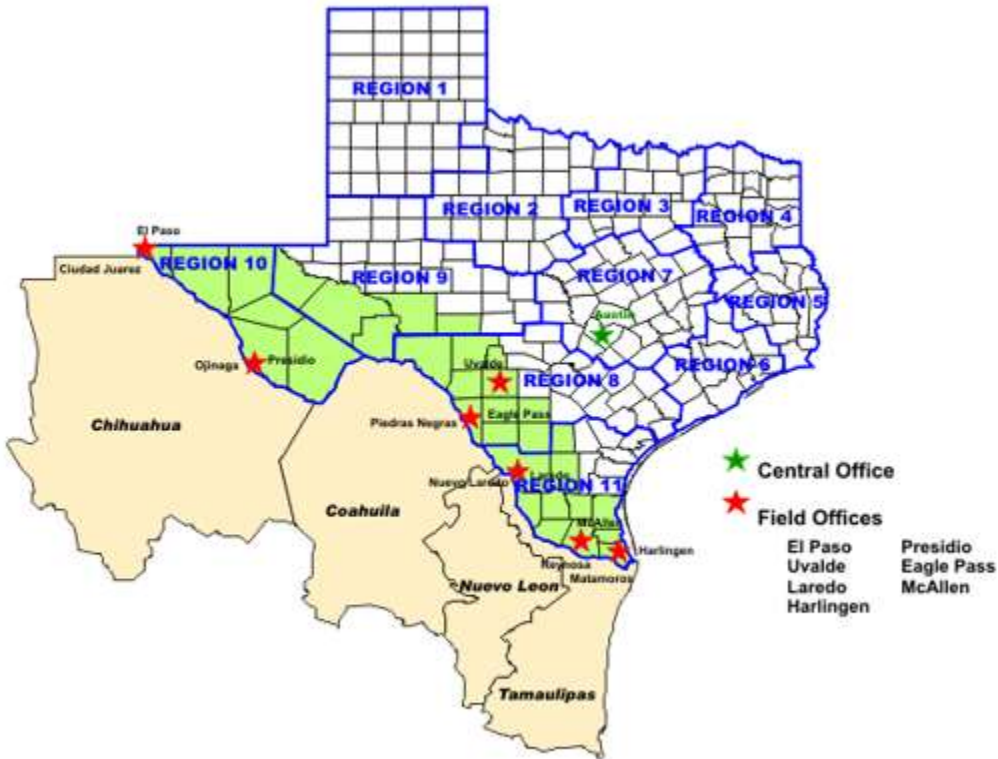 REGION 1
REGION 2
REGION 3
REGION 4
El Paso
Ciudad Juarez
REGION 10
REGION 9
REGION 7
REGION 5
Austin
Ojinaga
Presidio
Uvalde
REGION 8
REGION 6
Chihuahua
Piedras Negras
Eagle Pass
Nuevo Laredo
Laredo
REGION 11
Coahuila
McAllen
Reynosa
Harlingen
Matamoros
Nuevo Leon
Tamaulipas
Central Office
Field Offices
El Paso Presidio
Uvalde Eagle Pass
Laredo McAllen
Harlingen